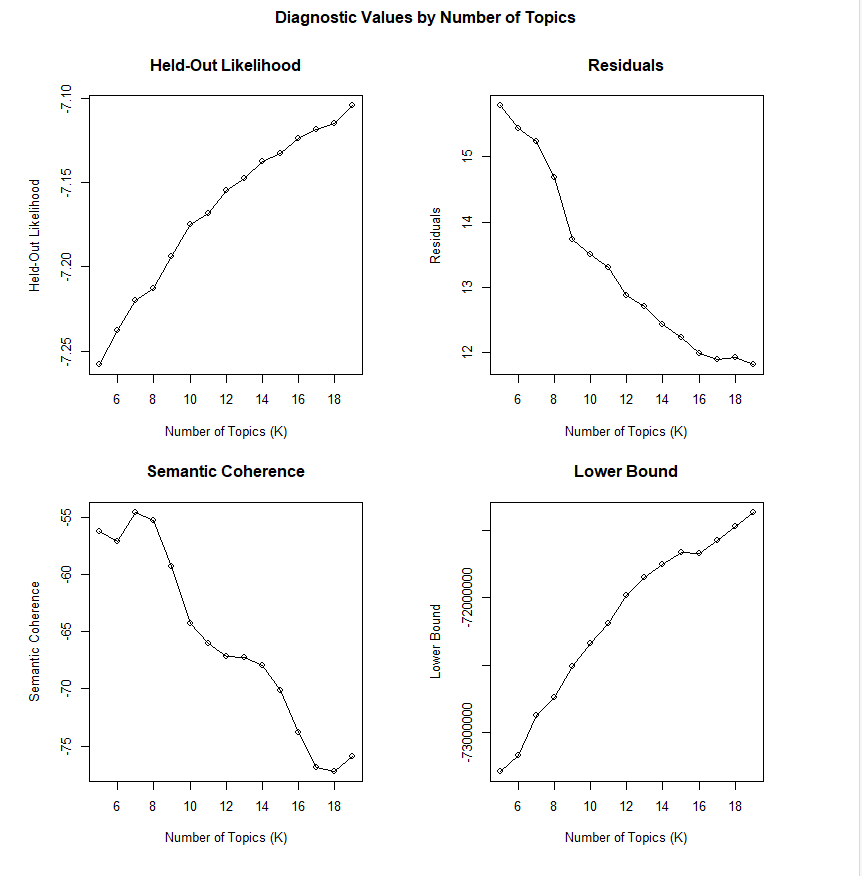 Diagnostic Values by Number of Topics
Held-Out Likelihood
Held-Out Likelihood
-7.10
-7.15
-7.20
-7.25
6 8 10 12 14 16 18
Number of Topics (K)
Residuals
Residuals
15
14
13
12
6 8 10 12 14 16 18
Number of Topics (K)
Semantic Coherence
Semantic Coherence
-55
-60
-65
-70
-75
6 8 10 12 14 16 18
Number of Topics (K)
Lower Bound
Lower Bound
-72000000
-73000000
6 8 10 12 14 16 18
Number of Topics (K)